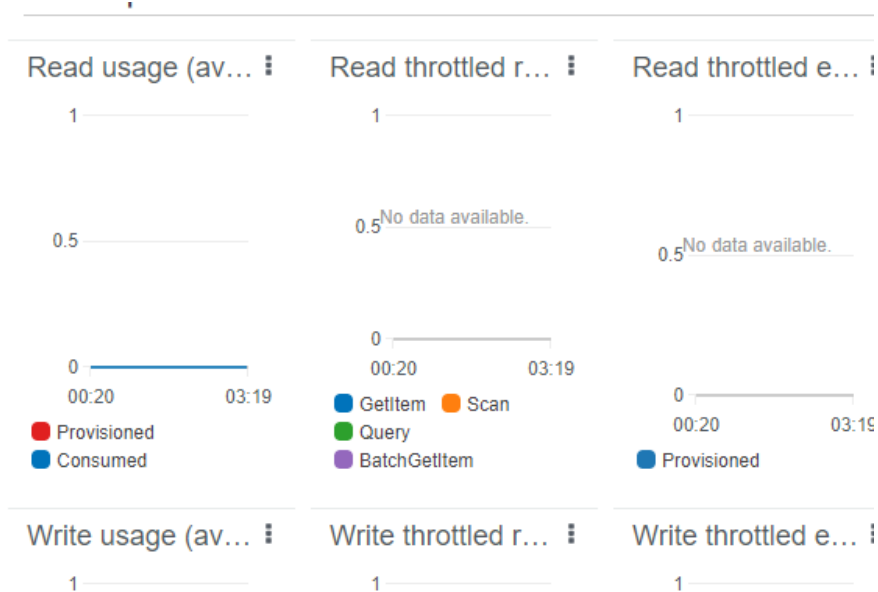 Read usage (av...
1
0.5
0
00:20 03:19
Provisioned
Consumed
Read throttled r...
1
0.5
No data available.
0
00:20 03:19
GetItem Scan
Query
BatchGetItem
Read throttled e...
1
0.5
No data available.
0
00:20 03:19
Provisioned
Write usage (av...
1
Write throttled r...
1
Write throttled e...
1